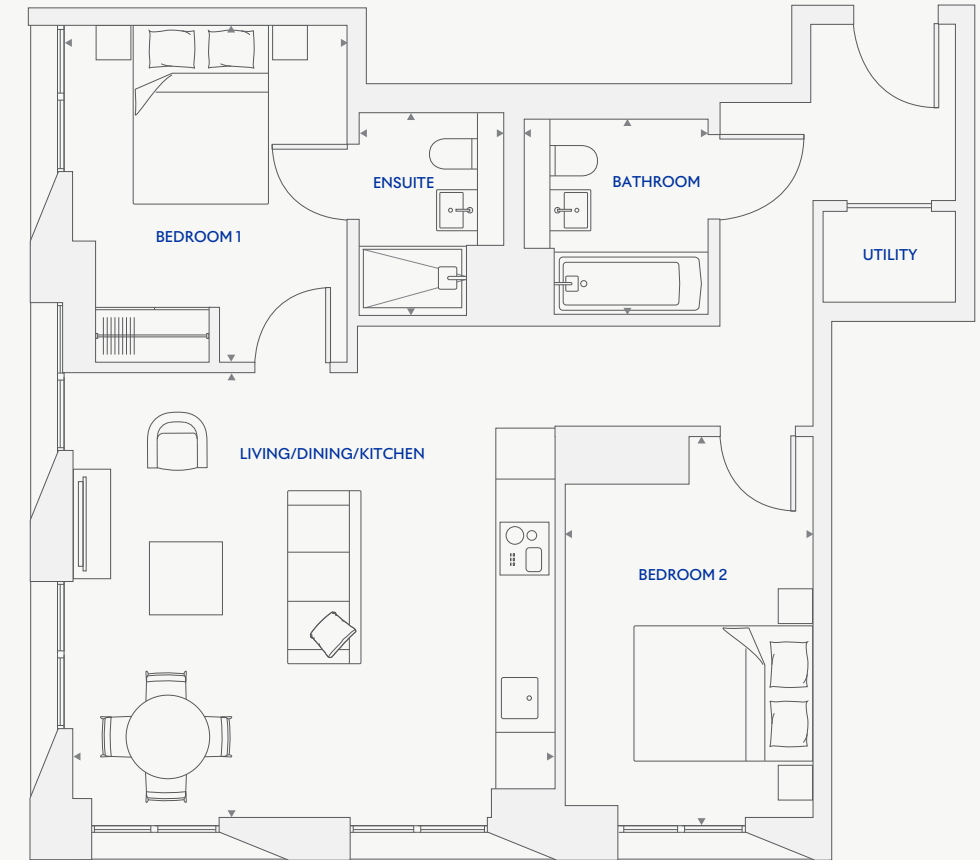 ENSUITE
BATHROOM
BEDROOM 1
UTILITY
LIVING/DINING/KITCHEN
BEDROOM 2